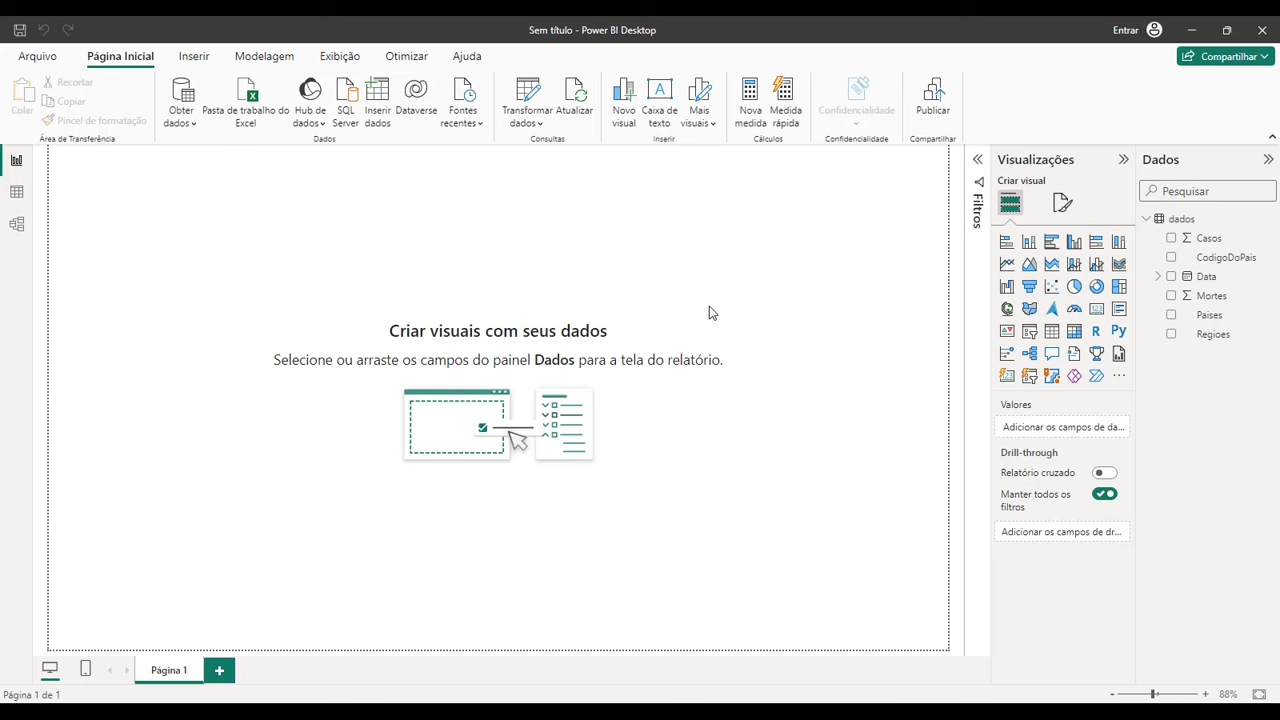 Sem título - Power BI Desktop
Entrar
Arquivo
Página Inicial
Inserir
Modelagem
Exibição
Otimizar
Ajuda
Compartilhar
Colar
Recortar
Copiar
Pincel de formatação
Área de Transferência
Obter dados
Pasta de trabalho do Excel
Hub de dados
SQL Server
Inserir dados
Dataverse
Fontes recentes
Dados
Transformar dados
Atualizar
Consultas
Novo visual
Caixa de texto
Mais visuais
Inserir
Nova medida
Medida rápida
Cálculos
Confidencialidade
Confidencialidade
Publicar
Compartilhar
Criar visuais com seus dados
Selecione ou arraste os campos do painel Dados para a tela do relatório.
Filtros
Visualizações
Criar visual
R
Py
Valores
Adicionar os campos de da...
Drill-through
Relatório cruzado
Manter todos os filtros
Adicionar os campos de dr...
Dados
Pesquisar
dados
Casos
CodigoDoPais
Data
Mortes
Paises
Regioes
Página 1
Página 1 de 1
88%